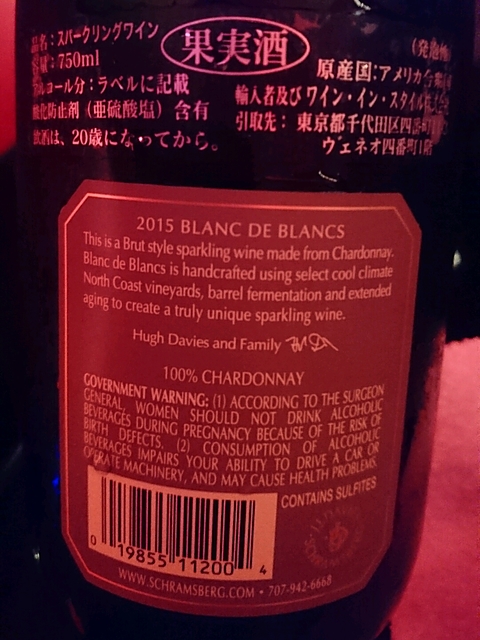 品名：スパークリングワイン
果実酒
容量：750ml
原産国：アメリカ合衆国
アルコール分：ラベルに記載
輸入者及び ワイン・イン・スタイル株式会社
酸化防止剤（亜硫酸塩）含有
引取先： 東京都千代田区四番町
飲酒は、20歳になってから。
ヴェネオ四番町1階
2015 BLANC DE BLANCS
This is a Brut style sparkling wine made from Chardonnay.
Blanc de Blancs is handcrafted using select cool climate
North Coast vineyards, barrel fermentation and extended
aging to create a truly unique sparkling wine.
Hugh Davies and Family
100% CHARDONNAY
GOVERNMENT WARNING: (1) ACCORDING TO THE SURGEON
GENERAL, WOMEN SHOULD NOT DRINK ALCOHOLIC
BEVERAGES DURING PREGNANCY BECAUSE OF THE RISK OF
BIRTH DEFECTS. (2) CONSUMPTION OF ALCOHOLIC
BEVERAGES IMPAIRS YOUR ABILITY TO DRIVE A CAR OR
OPERATE MACHINERY, AND MAY CAUSE HEALTH PROBLEMS.
CONTAINS SULFITES
0 19855 11200 4
WWW.SCHRAMSBERG.COM • 707-942-6668